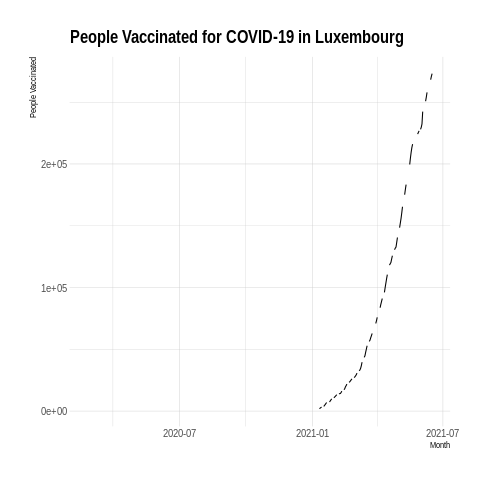 People Vaccinated for COVID-19 in Luxembourg
People Vaccinated
2e+05
1e+05
0e+00
2020-07
2021-01
2021-07
Month